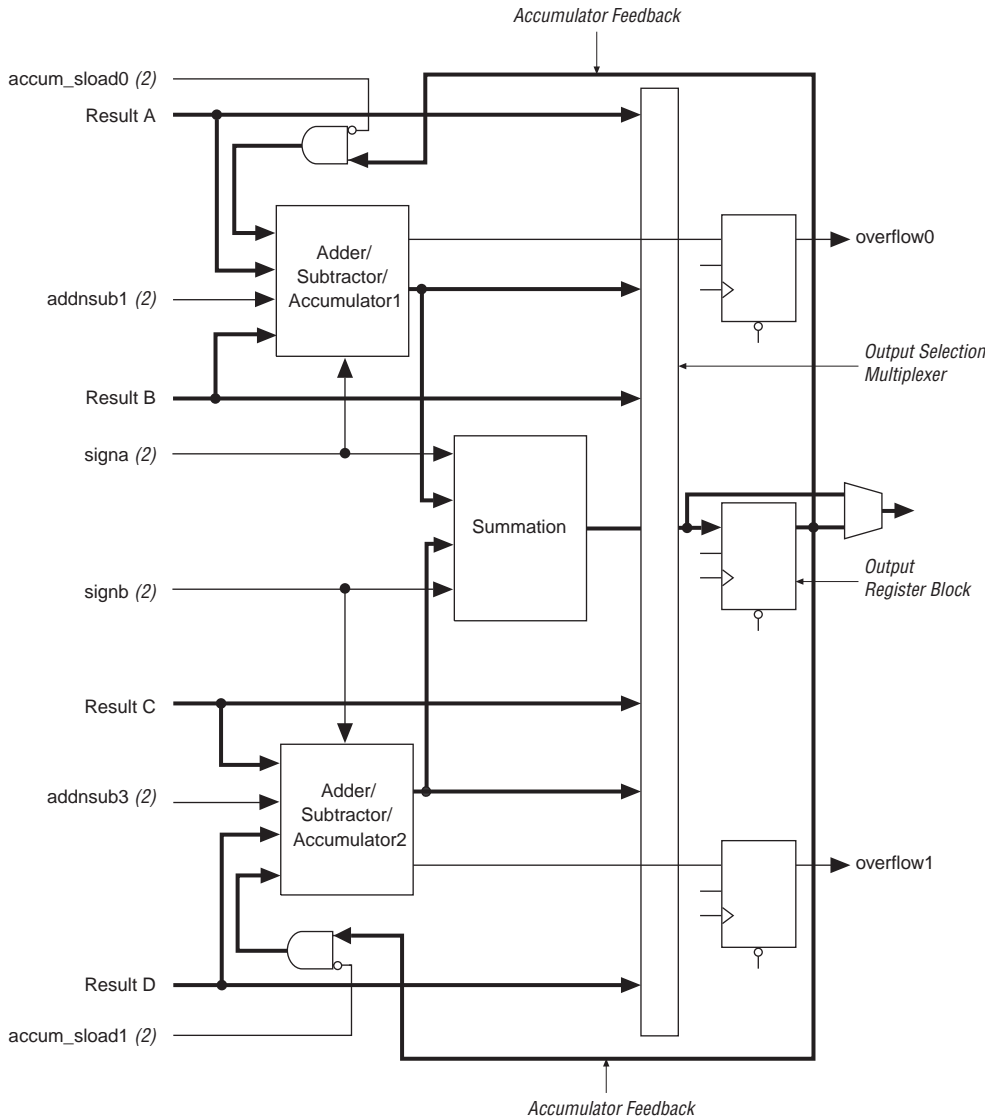 Accumulator Feedback
accum_sload0 (2)
Result A
Adder/
Subtractor/
Accumulator1
overflow0
addnsub1 (2)
Output Selection
Multiplexer
Result B
signa (2)
Summation
signb (2)
Output
Register Block
Result C
Adder/
Subtractor/
Accumulator2
addnsub3 (2)
overflow1
Result D
accum_sload1 (2)
Accumulator Feedback